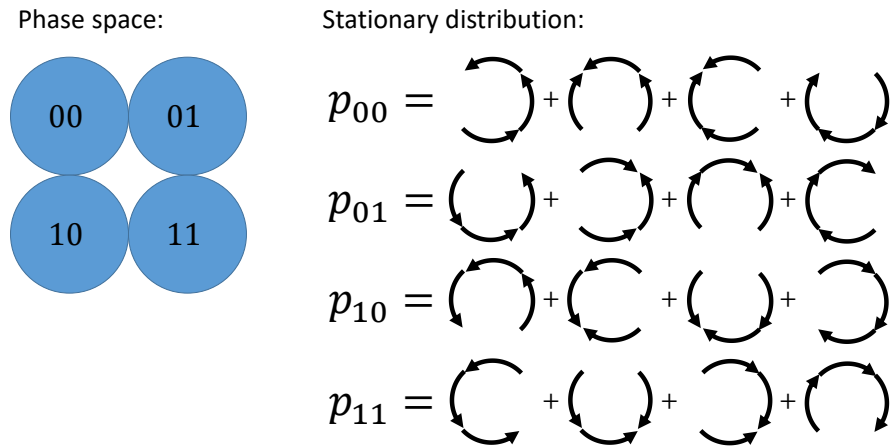 Phase space:
Stationary distribution:
00 01
10 11
p₀₀ = + + +
p₀₁ = + + +
p₁₀ = + + +
p₁₁ = + + +